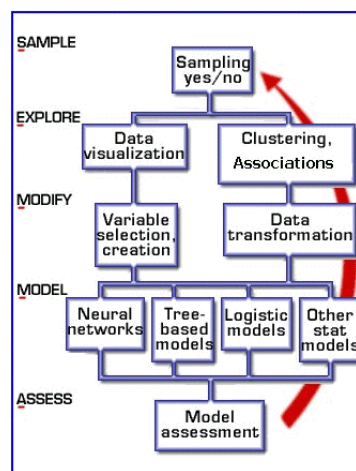 SAMPLE
Sampling
yes/no
EXPLORE
Data
visualization
Clustering,
Associations
MODIFY
Variable
selection,
creation
Data
transformation
MODEL
Neural
networks
Tree-
based
models
Logistic
models
Other
stat
models
ASSESS
Model
assessment